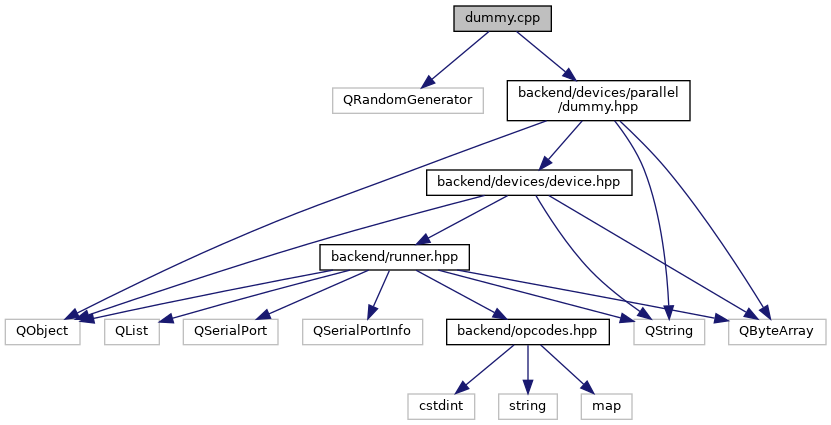 dummy.cpp
QRandomGenerator
backend/devices/parallel
/dummy.hpp
backend/devices/device.hpp
backend/runner.hpp
QObject
QList
QSerialPort
QSerialPortInfo
backend/opcodes.hpp
QString
QByteArray
cstdint
string
map